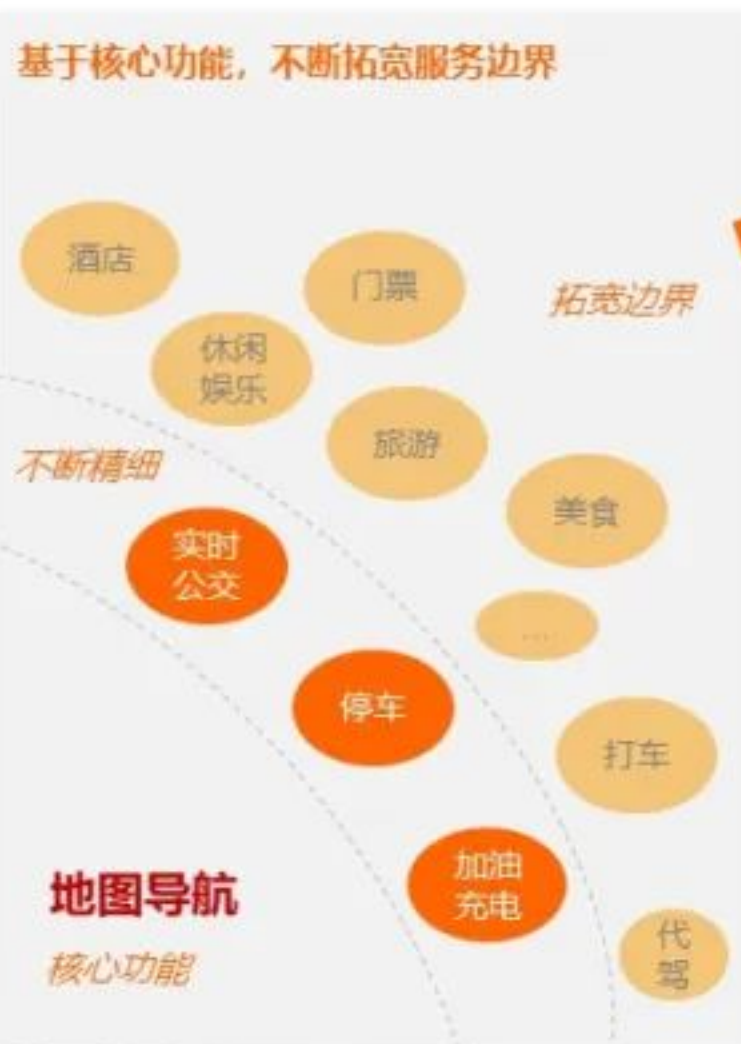 基于核心功能，不断拓宽服务边界
酒店
门票
拓宽边界
休闲
娱乐
旅游
不断精细
美食
实时
公交
...
停车
打车
加油
充电
地图导航
核心功能
代
驾